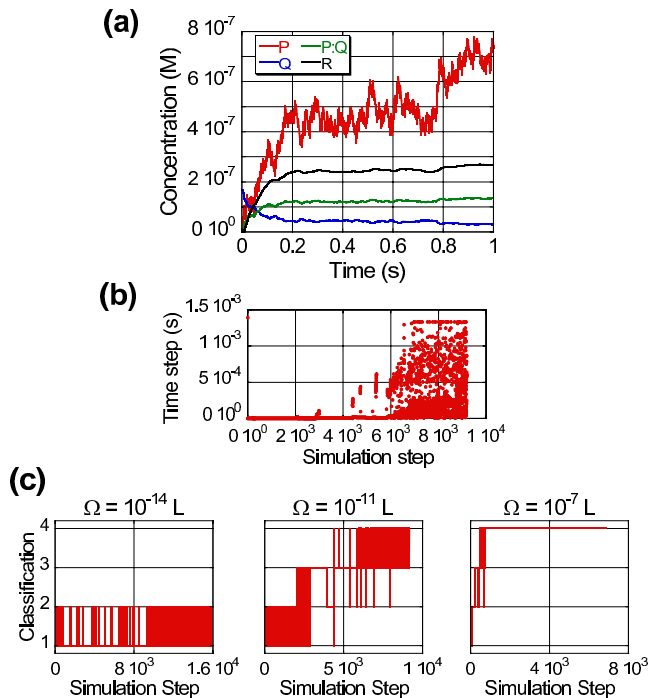 (a)
8 10⁻⁷
6 10⁻⁷
4 10⁻⁷
2 10⁻⁷
0 10⁰
Concentration (M)
P P:Q
Q R
0 0.2 0.4 0.6 0.8 1
Time (s)
(b)
1.5 10⁻³
1 10⁻³
5 10⁻⁴
0 10⁰
Time step (s)
0 10⁰ 2 10³ 4 10³ 6 10³ 8 10³ 1 10⁴
Simulation step
(c)
Ω = 10⁻¹⁴ L Ω = 10⁻¹¹ L Ω = 10⁻⁷ L
4
3
2
1
Classification
0 8 10³ 1.6 10⁴ 0 5 10³ 1 10⁴ 0 4 10³ 8 10³
Simulation Step Simulation Step Simulation Step